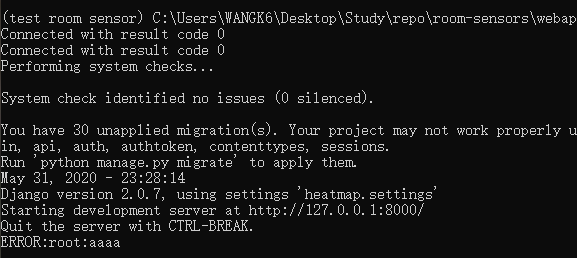 (test room sensor) C:\Users\WANGK6\Desktop\Study\repo\room-sensors\webap
Connected with result code 0
Connected with result code 0
Performing system checks...
System check identified no issues (0 silenced).
You have 30 unapplied migration(s). Your project may not work properly u
in, api, auth, authtoken, contenttypes, sessions.
Run 'python manage.py migrate' to apply them.
May 31, 2020 - 23:28:14
Django version 2.0.7, using settings 'heatmap.settings'
Starting development server at http://127.0.0.1:8000/
Quit the server with CTRL-BREAK.
ERROR:root:aaaa